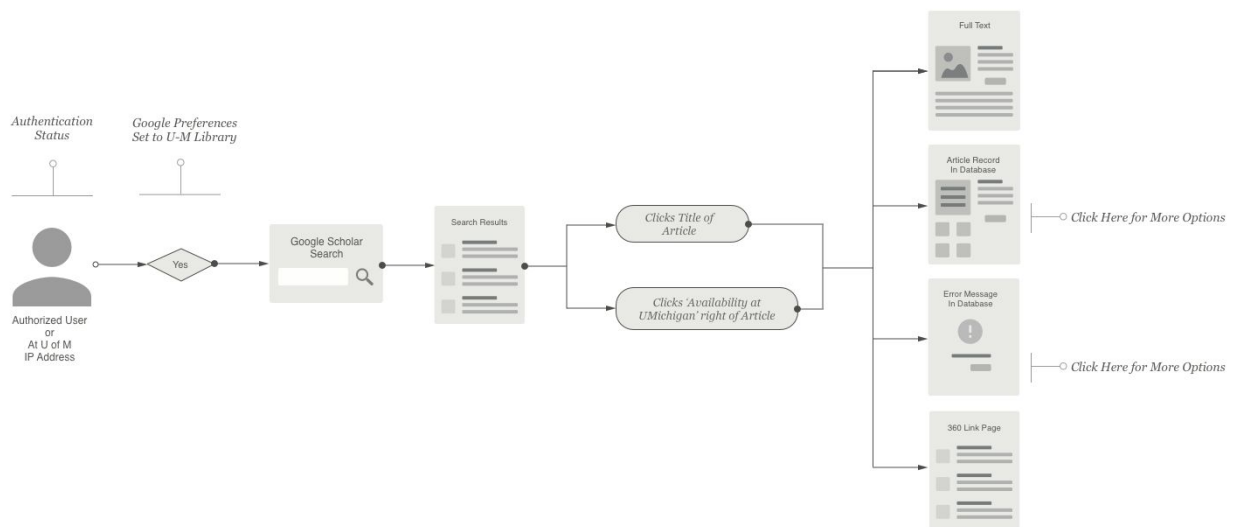 Authentication
Status
Google Preferences
Set to U-M Library
Authorized User
or
At U of M
IP Address
Yes
Google Scholar
Search
Search Results
Clicks Title of
Article
Clicks 'Availability at
UMichigan' right of Article
Full Text
Article Record
In Database
Click Here for More Options
Error Message
In Database
Click Here for More Options
360 Link Page